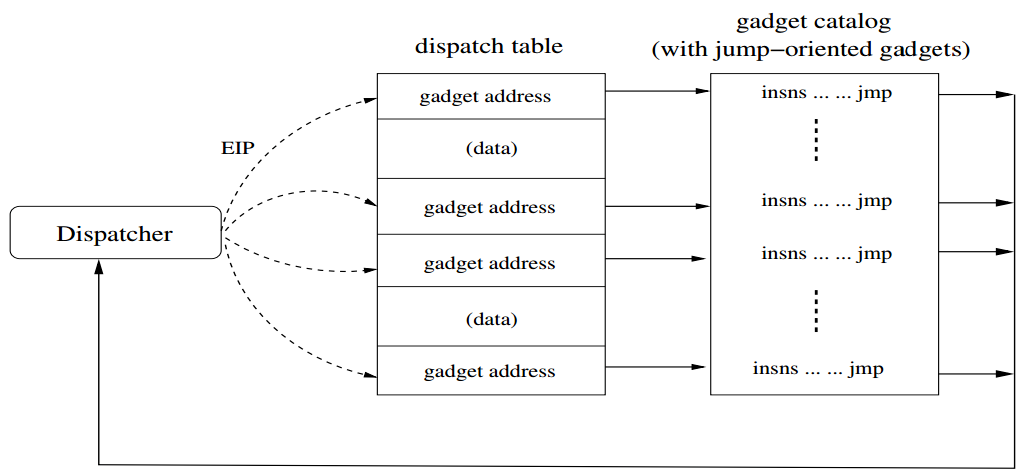 gadget catalog
dispatch table
(with jump−oriented gadgets)
gadget address
insns ... ... jmp
EIP
(data)
gadget address
insns ... ... jmp
Dispatcher
gadget address
insns ... ... jmp
(data)
gadget address
insns ... ... jmp